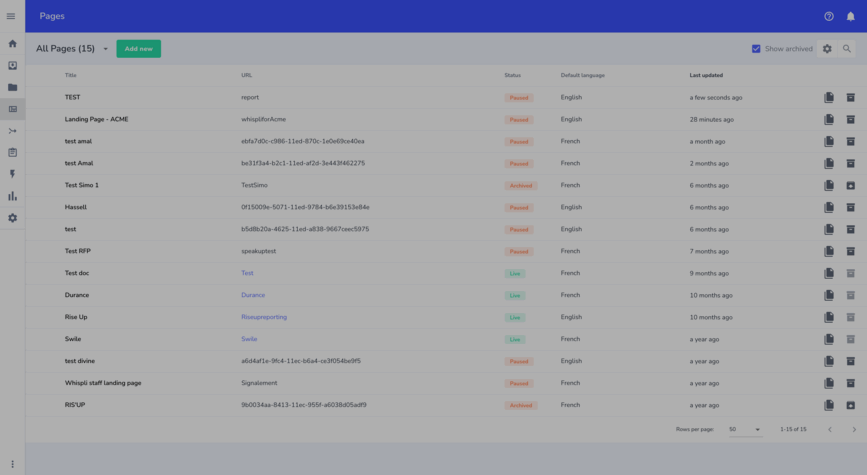 Pages
All Pages (15) Add new Show archived
Title URL Status Default language Last updated
TEST report Paused English a few seconds ago
Landing Page - ACME whispliforAcme Paused English 28 minutes ago
test amal ebfa7d0c-c986-11ed-870c-1e0e69ce40ea Paused French a month ago
test Amal be31f3a4-b2c1-11ed-af2d-3e443f462275 Paused French 2 months ago
Test Simo 1 TestSimo Archived French 6 months ago
Hassell 0f15009e-5071-11ed-9784-b6e39153e84e Paused English 6 months ago
test b5d8b20a-4625-11ed-a838-9667ceec5975 Paused English 6 months ago
Test RFP speakuptest Paused French 7 months ago
Test doc Test Live French 9 months ago
Durance Durance Live French 10 months ago
Rise Up Riseupreporting Live English 10 months ago
Swile Swile Live French a year ago
test divine a6d4af1e-9fc4-11ec-b6a4-ce3f054be9f5 Paused English a year ago
Whispli staff landing page Signalement Paused French a year ago
RIS'UP 9b0034aa-8413-11ec-955f-a6038d05adf9 Archived French a year ago
Rows per page: 50 1-15 of 15